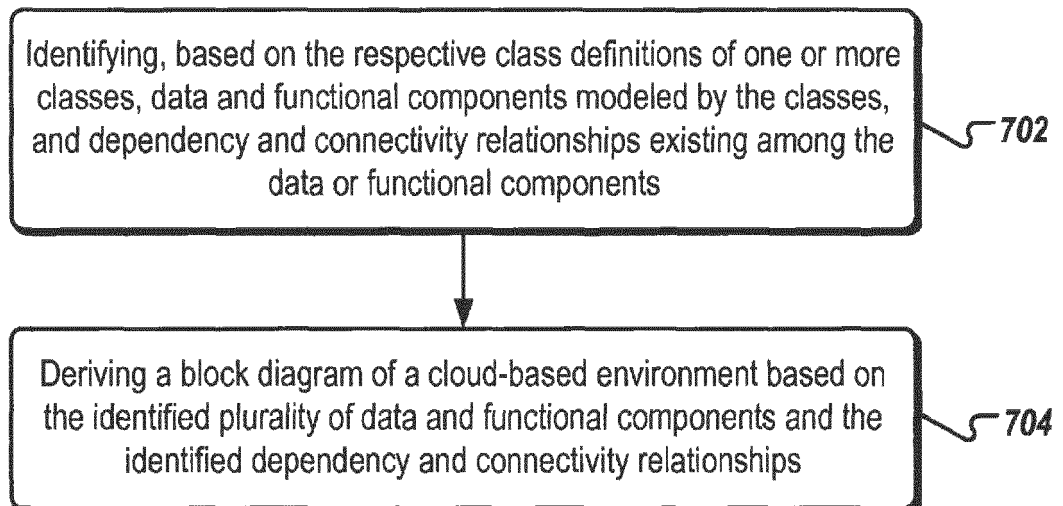 Identifying, based on the respective class definitions of one or more
classes, data and functional components modeled by the classes,
and dependency and connectivity relationships existing among the
data or functional components
702
Deriving a block diagram of a cloud-based environment based on
the identified plurality of data and functional components and the
identified dependency and connectivity relationships
704